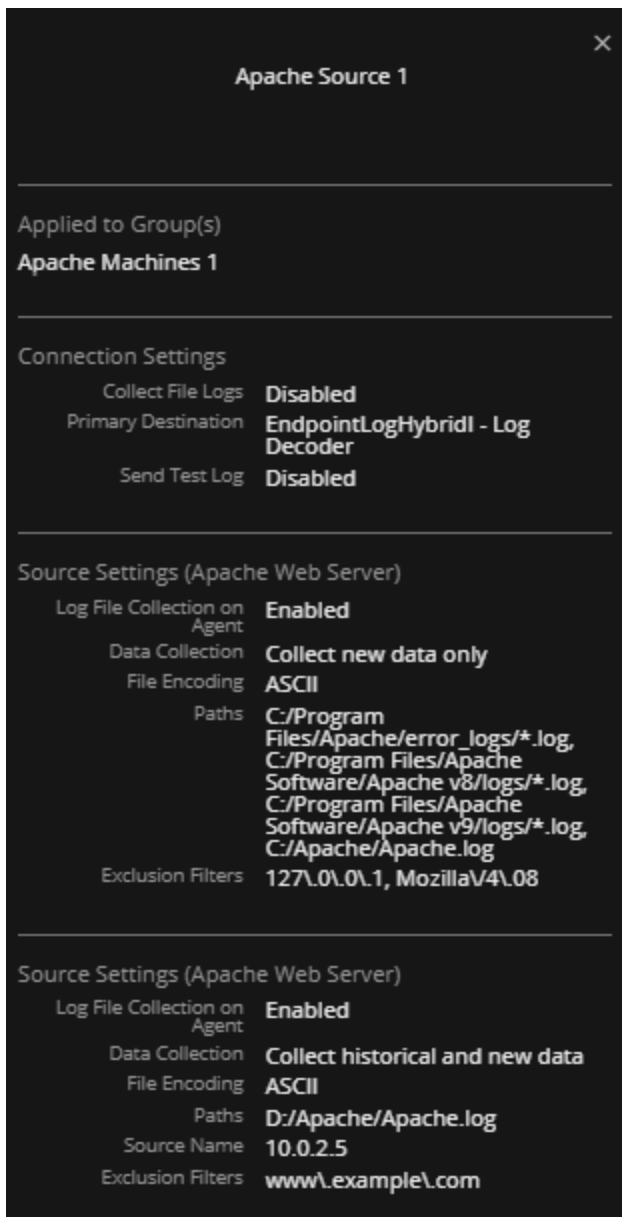 ×
Apache Source 1
Applied to Group(s)
Apache Machines 1
Connection Settings
Collect File Logs Disabled
Primary Destination EndpointLogHybridI - Log
Decoder
Send Test Log Disabled
Source Settings (Apache Web Server)
Log File Collection on Enabled
Agent
Data Collection Collect new data only
File Encoding ASCII
Paths C:/Program
Files/Apache/error_logs/*.log,
C:/Program Files/Apache
Software/Apache v8/logs/*.log,
C:/Program Files/Apache
Software/Apache v9/logs/*.log,
C:/Apache/Apache.log
Exclusion Filters 127\.0\.0\.1, Mozilla\/4\.08
Source Settings (Apache Web Server)
Log File Collection on Enabled
Agent
Data Collection Collect historical and new data
File Encoding ASCII
Paths D:/Apache/Apache.log
Source Name 10.0.2.5
Exclusion Filters www\.example\.com